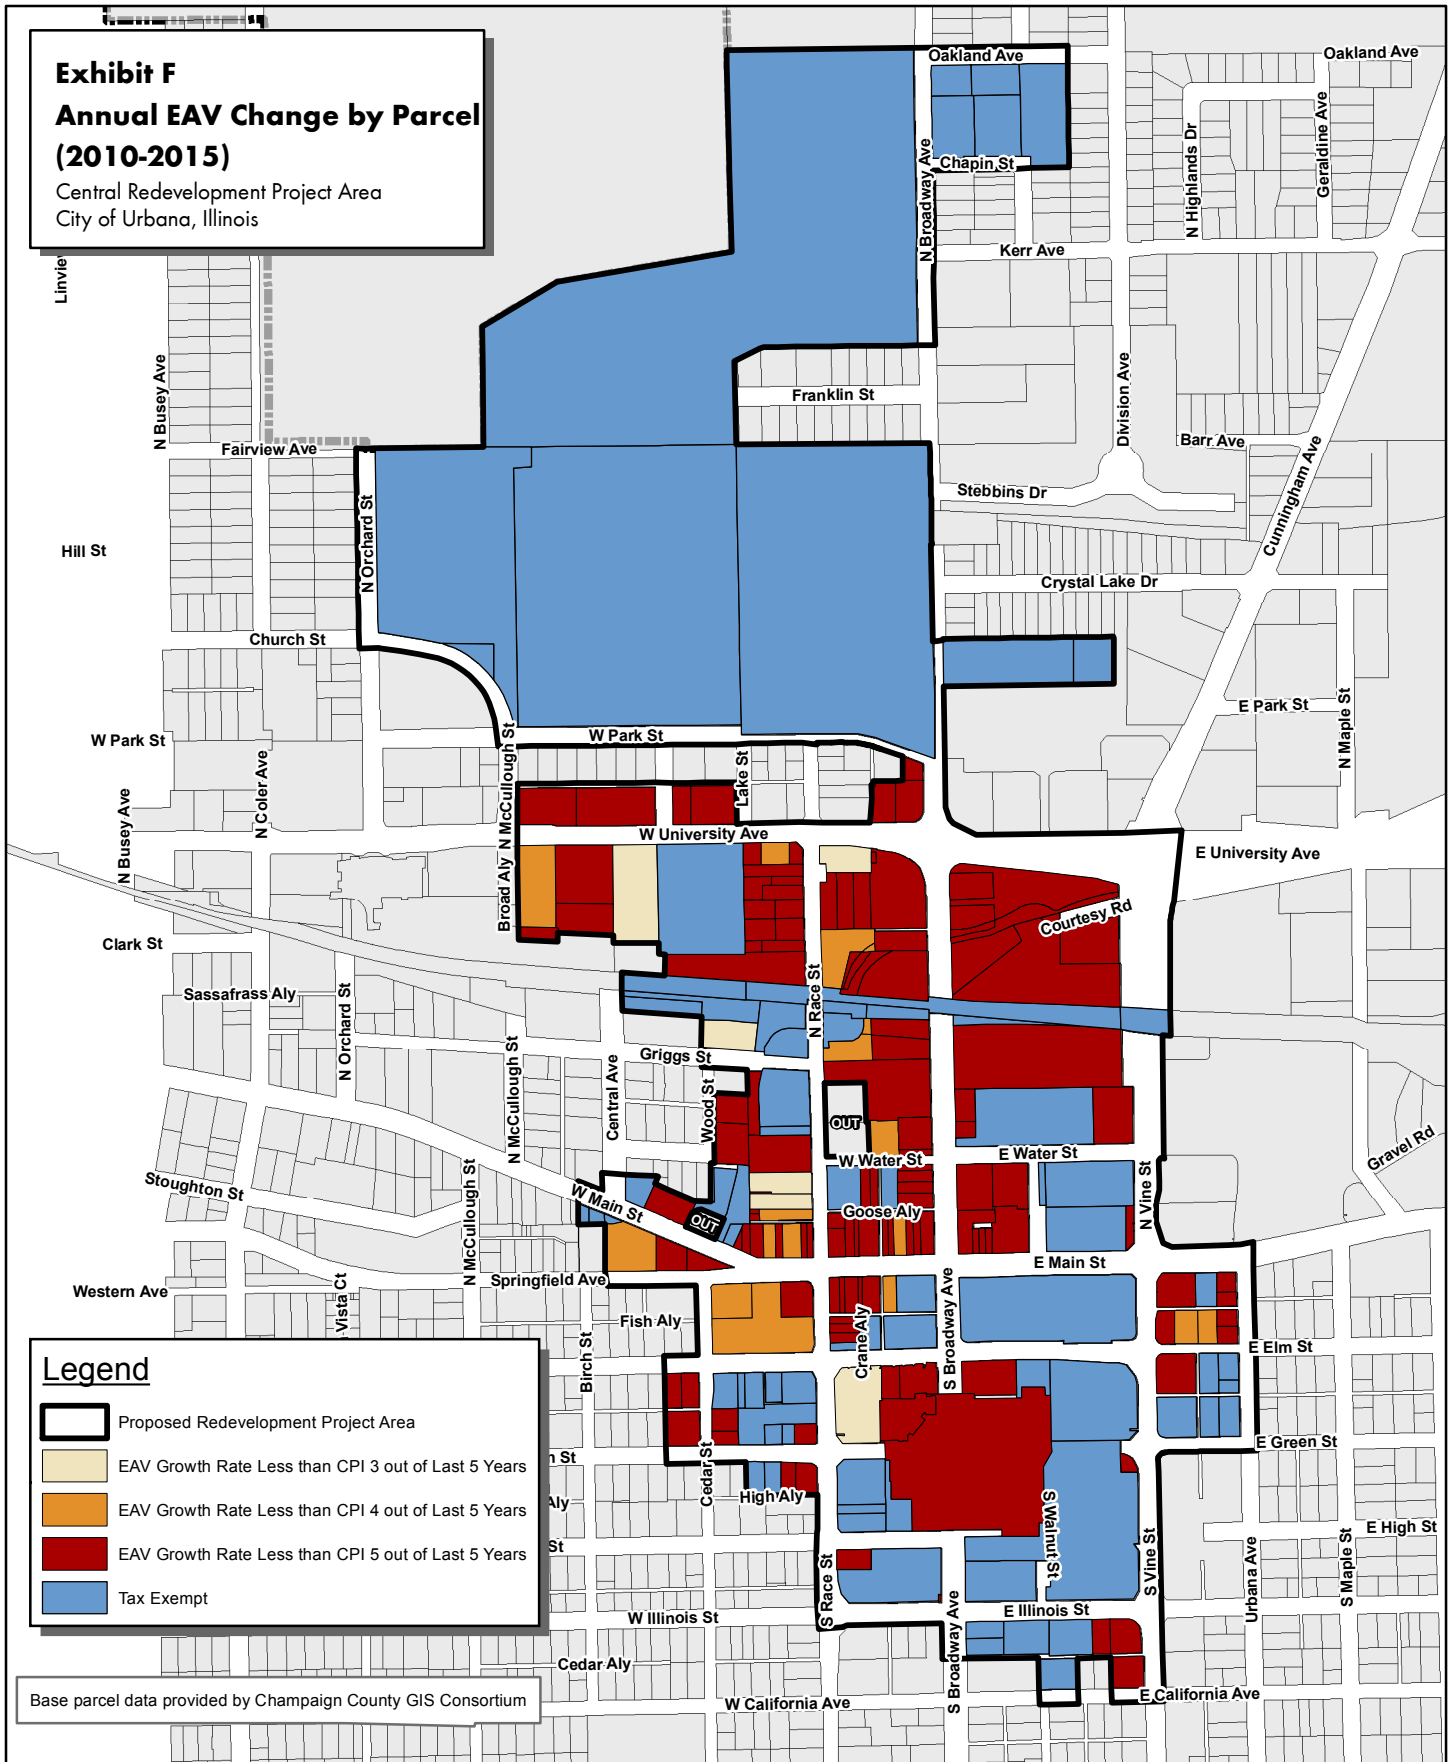 Exhibit F
Annual EAV Change by Parcel
(2010-2015)
Central Redevelopment Project Area
City of Urbana, Illinois
Oakland Ave
Oakland Ave
Chapin St
N Broadway Ave
N Highlands Dr
Geraldine Ave
Kerr Ave
N Busey Ave
Franklin St
Division Ave
Fairview Ave
Barr Ave
Stebbins Dr
Cunningham Ave
N Orchard St
Hill St
Crystal Lake Dr
Church St
E Park St
N Maple St
W Park St
W Park St
N Coler Ave
N McCullough St
Lake St
N Busey Ave
W University Ave
E University Ave
Broad Aly
Courtesy Rd
Clark St
Sassafrass Aly
N Orchard St
N Race St
N McCullough St
Griggs St
Central Ave
Wood St
OUT
W Water St
E Water St
Gravel Rd
Stoughton St
N McCullough St
W Main St
OUT
Goose Aly
N Vine St
E Main St
Western Ave
Vista Ct
Springfield Ave
Fish Aly
Crane Aly
S Broadway Ave
E Elm St
Birch St
Cedar St
E Green St
High Aly
S Walnut St
E High St
S Race St
S Vine St
Urbana Ave
S Maple St
W Illinois St
E Illinois St
S Broadway Ave
Cedar Aly
W California Ave
E California Ave
Legend
Proposed Redevelopment Project Area
EAV Growth Rate Less than CPI 3 out of Last 5 Years
EAV Growth Rate Less than CPI 4 out of Last 5 Years
EAV Growth Rate Less than CPI 5 out of Last 5 Years
Tax Exempt
Base parcel data provided by Champaign County GIS Consortium